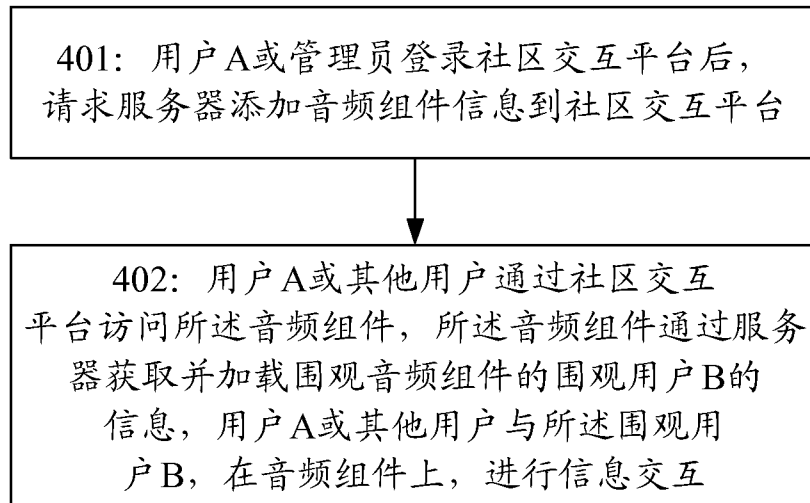 401：用户A或管理员登录社区交互平台后，
请求服务器添加音频组件信息到社区交互平台
402：用户A或其他用户通过社区交互
平台访问所述音频组件，所述音频组件通过服务
器获取并加载围观音频组件的围观用户B的
信息，用户A或其他用户与所述围观用
户B，在音频组件上，进行信息交互